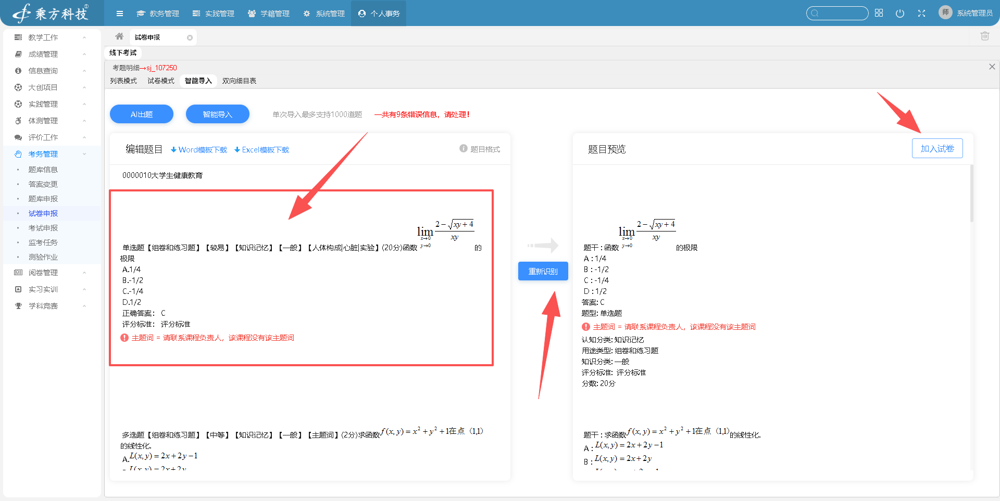 乘方科技
教务管理
实践管理
学籍管理
系统管理
个人事务
师
系统管理员
教学工作
成绩管理
信息查询
大创项目
实践管理
体测管理
评价工作
考务管理
题库信息
答案变更
题库申报
试卷申报
考试申报
监考任务
测验作业
阅卷管理
实习实训
学科竞赛
试卷申报
线下考试
考题明细→sj_107250
列表模式 试卷模式 智能导入 双向细目表
AI出题
智能导入
单次导入最多支持1000道题
一共有9条错误信息，请处理！
编辑题目
Word模板下载
Excel模板下载
题目格式
0000010大学生健康教育
单选题【组卷和练习题】【较易】【知识记忆】【一般】【人体构成|心脏|实验】(20分)函数 lim x→0 y→0 2−√xy+4 / xy 的
极限
A.1/4
B.-1/2
C.-1/4
D.1/2
正确答案： C
评分标准： 评分标准
主题词 = 请联系课程负责人，该课程没有该主题词
多选题【组卷和练习题】【中等】【知识记忆】【一般】【主题词】(2分)求函数f(x, y) = x² + y² + 1在点（1,1）
的线性化.
A.L(x, y) = 2x + 2y −1
L(x, y) = 2x + 2y
重新识别
题目预览
加入试卷
题干 : 函数 lim x→0 y→0 2−√xy+4 / xy 的极限
A : 1/4
B : -1/2
C : -1/4
D : 1/2
答案: C
题型: 单选题
主题词 = 请联系课程负责人，该课程没有该主题词
认知分类: 知识记忆
用途类型: 组卷和练习题
知识分类: 一般
评分标准: 评分标准
分数: 20分
题干 : 求函数f(x, y) = x² + y² + 1在点（1,1）的线性化.
A : L(x, y) = 2x + 2y −1
B : L(x, y) = 2x + 2y